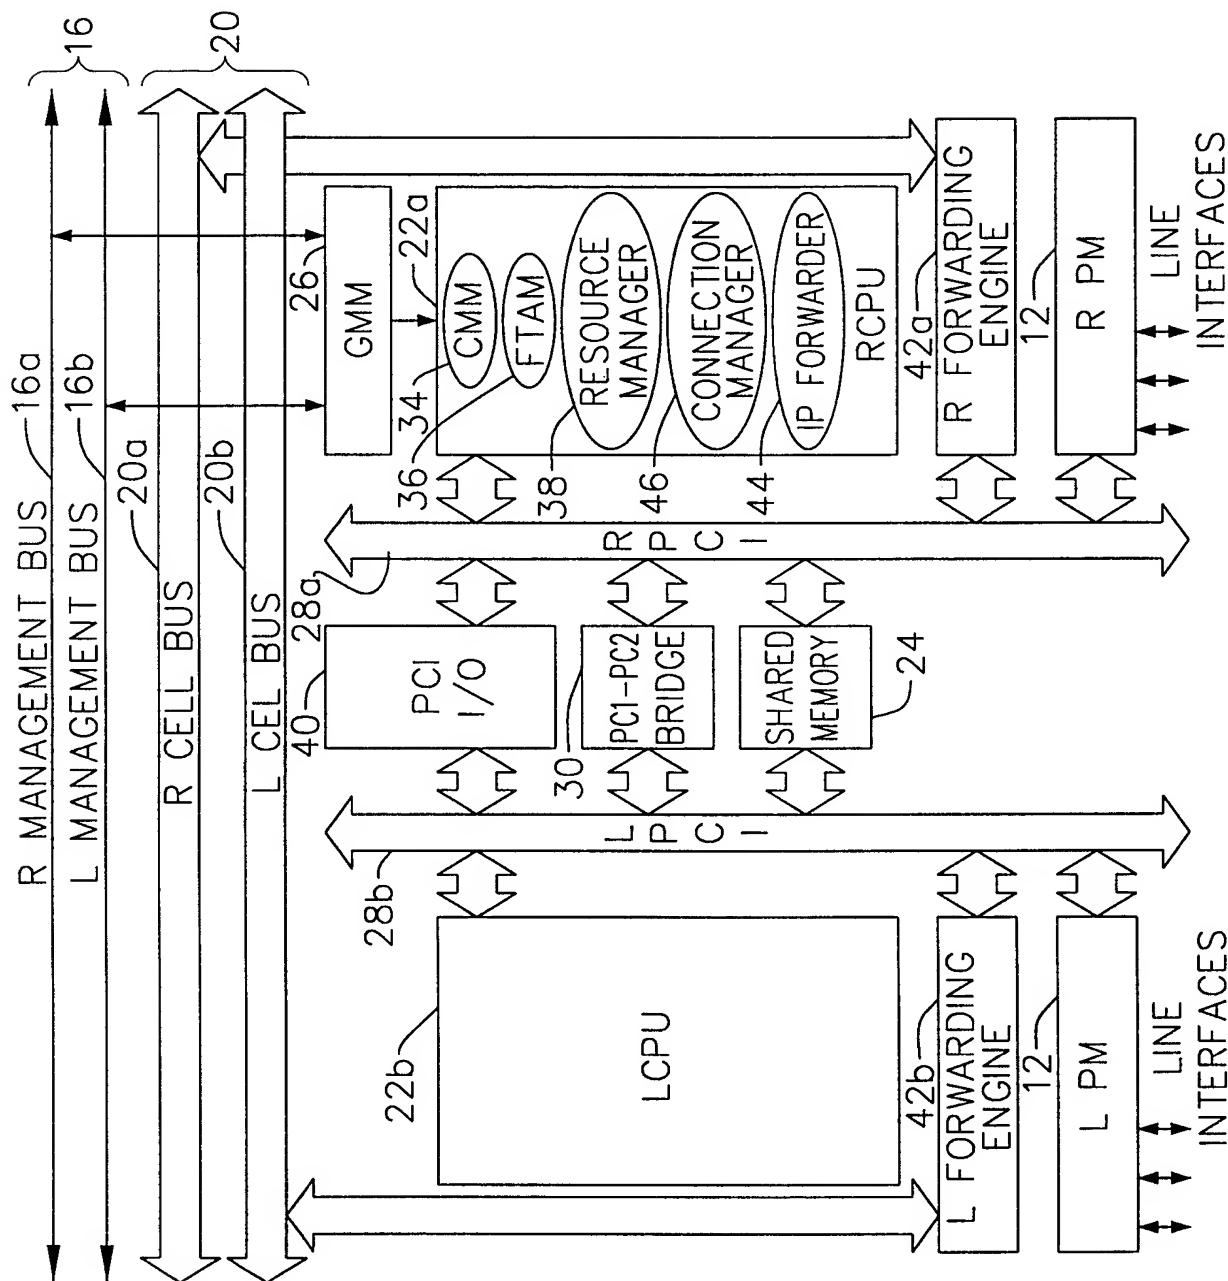 R MANAGEMENT BUS
16a
16
L MANAGEMENT BUS
16b
R CELL BUS
20a
20
L CEL BUS
20b
28a
40
PCI
I/O
26
GMM
22a
34
CMM
36
FTAM
38
RESOURCE
MANAGER
46
CONNECTION
MANAGER
44
IP FORWARDER
RCPU
28b
22b
LCPU
L
P
C
I
30
PC1-PC2
BRIDGE
SHARED
MEMORY
24
R
P
C
I
42b
L FORWARDING
ENGINE
42a
R FORWARDING
ENGINE
12
L PM
12
R PM
LINE
INTERFACES
LINE
INTERFACES